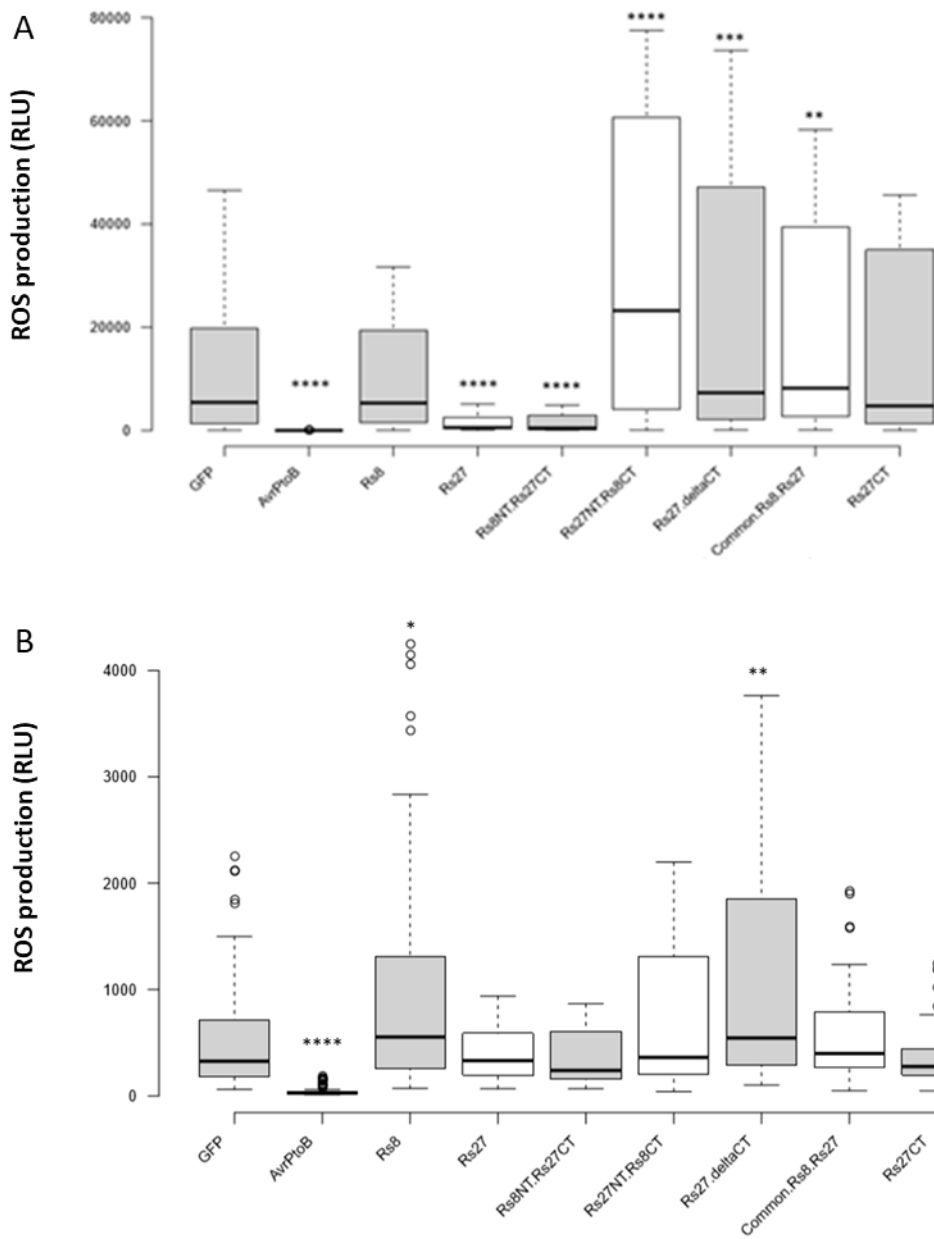 A
ROS production (RLU)
80000
60000
40000
20000
0
****
****
****
****
****
***
**
GFP
AvrPtoB
Rs8
Rs27
Rs8NT.Rs27CT
Rs27NT.Rs8CT
Rs27.deltaCT
Common.Rs8.Rs27
Rs27CT
B
ROS production (RLU)
4000
3000
2000
1000
0
****
*
**
GFP
AvrPtoB
Rs8
Rs27
Rs8NT.Rs27CT
Rs27NT.Rs8CT
Rs27.deltaCT
Common.Rs8.Rs27
Rs27CT